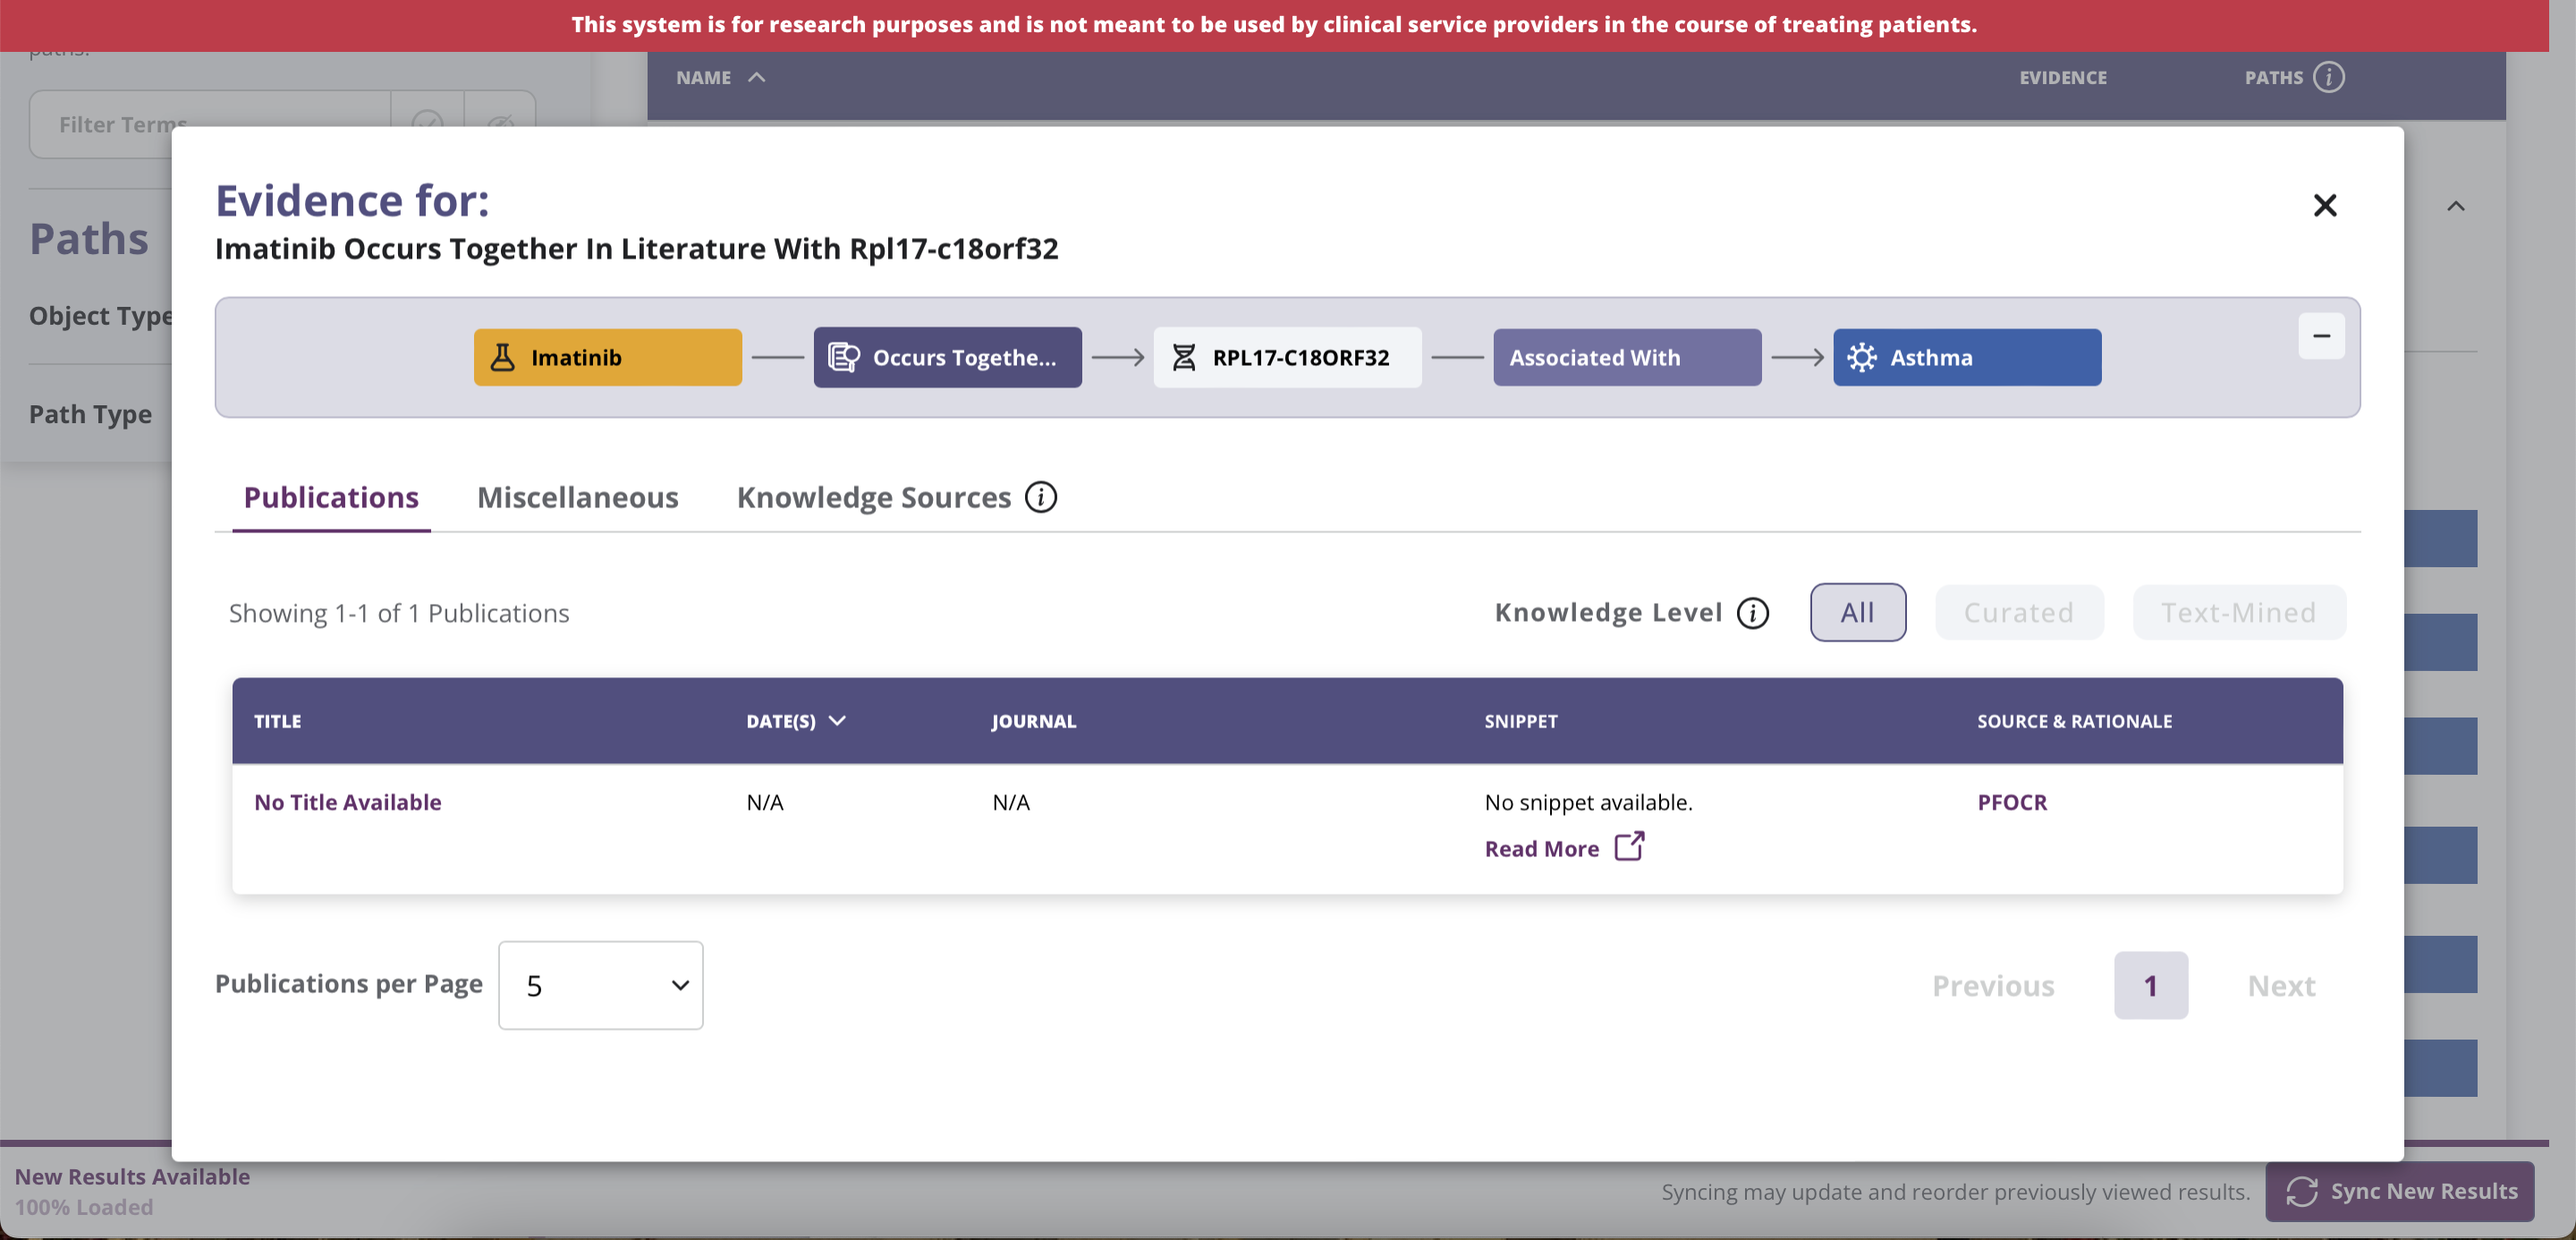 This system is for research purposes and is not meant to be used by clinical service providers in the course of treating patients.
paths.
NAME EVIDENCE PATHS
Filter Terms
Paths
Object Type
Path Type
Evidence for:
Imatinib Occurs Together In Literature With Rpl17-c18orf32
Imatinib Occurs Togethe... RPL17-C18ORF32 Associated With Asthma
Publications Miscellaneous Knowledge Sources
Showing 1-1 of 1 Publications
Knowledge Level All Curated Text-Mined
TITLE DATE(S) JOURNAL SNIPPET SOURCE & RATIONALE
No Title Available N/A N/A No snippet available. PFOCR
Read More
Publications per Page 5 Previous 1 Next
New Results Available
100% Loaded
Syncing may update and reorder previously viewed results. Sync New Results